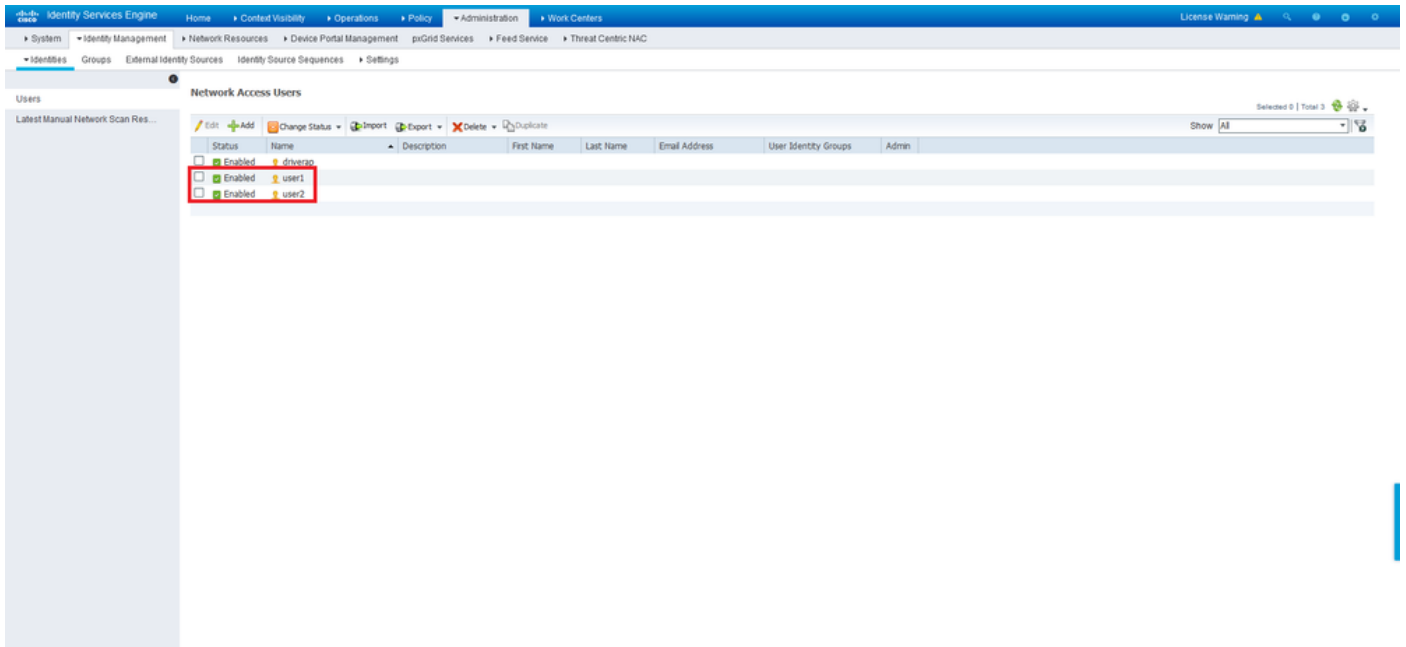 cisco Identity Services Engine Home Context Visibility Operations Policy Administration Work Centers License Warning
System Identity Management Network Resources Device Portal Management pxGrid Services Feed Service Threat Centric NAC
Identities Groups External Identity Sources Identity Source Sequences Settings
Users
Latest Manual Network Scan Res...
Network Access Users
Selected 0 | Total 3
Edit Add Change Status Import Export Delete Duplicate Show All
Status Name Description First Name Last Name Email Address User Identity Groups Admin
Enabled driverap
Enabled user1
Enabled user2